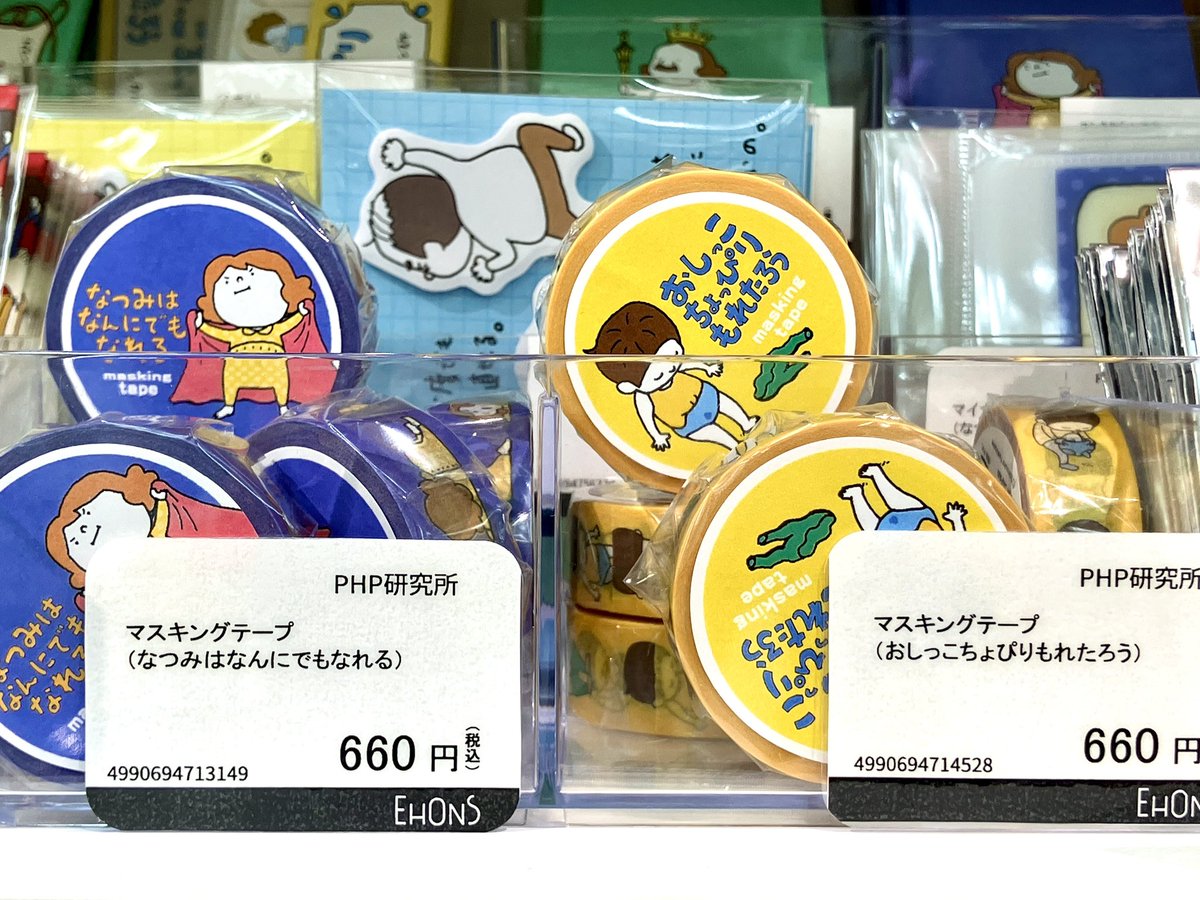 なつみは
なんにでも
なれる
masking
tape
おしっこ
ちょっぴり
もれたろう
masking
tape
なつみは
なんにでも
なれ
ma
masking
tape
PHP研究所
マスキングテープ
(なつみはなんにでもなれる)
660 円
(税込)
4990694713149
EHONS
PHP研究所
マスキングテープ
(おしっこちょぴりもれたろう)
660 円
4990694714528
EHON